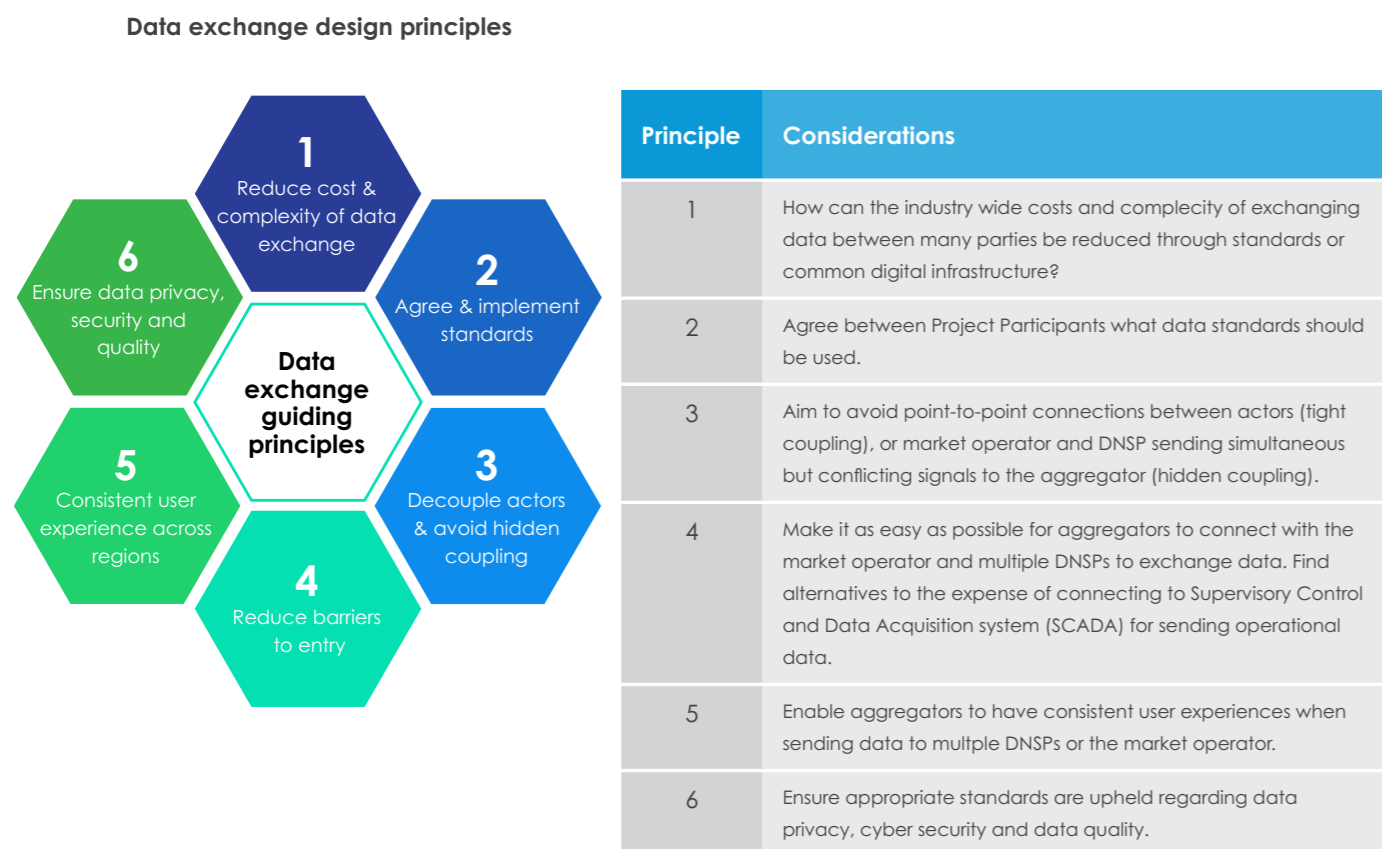 Data exchange design principles
1
Reduce cost &
complexity of data
exchange
2
Agree & implement
standards
3
Decouple actors
& avoid hidden
coupling
4
Reduce barriers
to entry
5
Consistent user
experience across
regions
6
Ensure data privacy,
security and
quality
Data
exchange
guiding
principles
Principle Considerations
1 How can the industry wide costs and complecity of exchanging
data between many parties be reduced through standards or
common digital infrastructure?
2 Agree between Project Participants what data standards should
be used.
3 Aim to avoid point-to-point connections between actors (tight
coupling), or market operator and DNSP sending simultaneous
but conflicting signals to the aggregator (hidden coupling).
4 Make it as easy as possible for aggregators to connect with the
market operator and multiple DNSPs to exchange data. Find
alternatives to the expense of connecting to Supervisory Control
and Data Acquisition system (SCADA) for sending operational
data.
5 Enable aggregators to have consistent user experiences when
sending data to multple DNSPs or the market operator.
6 Ensure appropriate standards are upheld regarding data
privacy, cyber security and data quality.